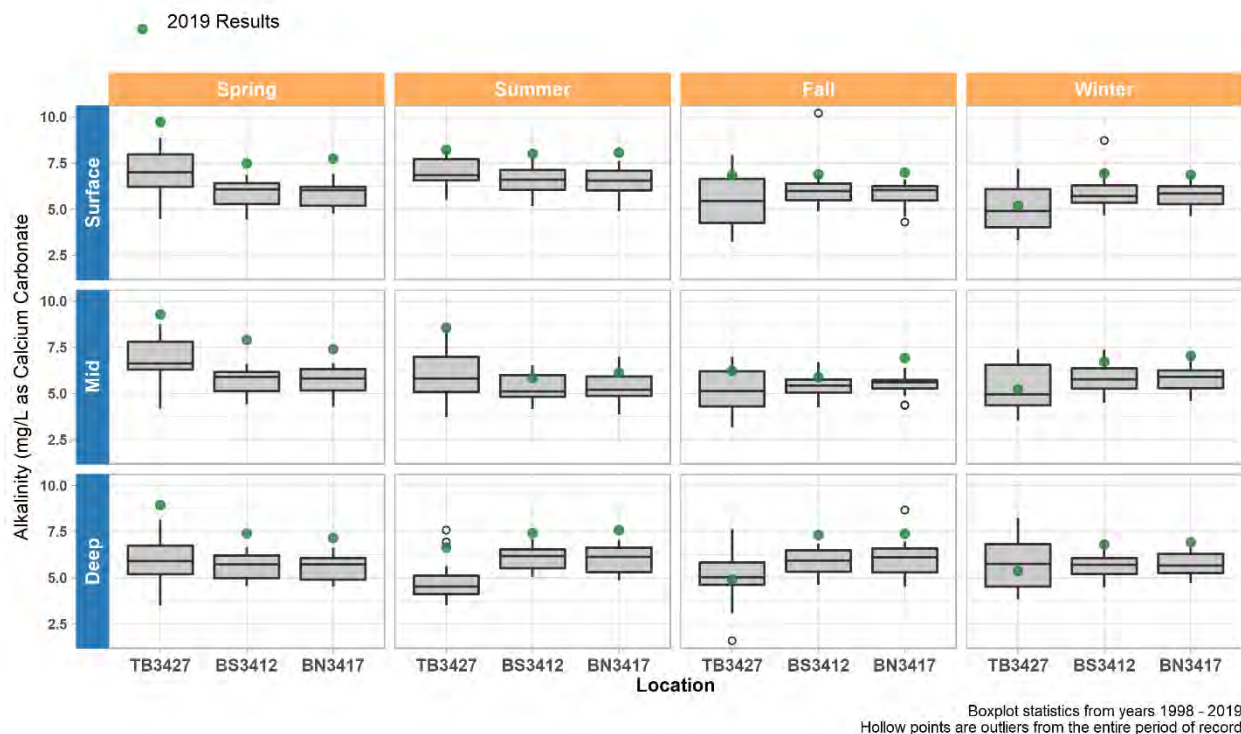 2019 Results
Spring Summer Fall Winter
Alkalinity (mg/L as Calcium Carbonate
Surface
10.0
7.5
5.0
2.5
Mid
10.0
7.5
5.0
2.5
Deep
10.0
7.5
5.0
2.5
TB3427 BS3412 BN3417 TB3427 BS3412 BN3417 TB3427 BS3412 BN3417 TB3427 BS3412 BN3417
Location
Boxplot statistics from years 1998 - 2019
Hollow points are outliers from the entire period of record